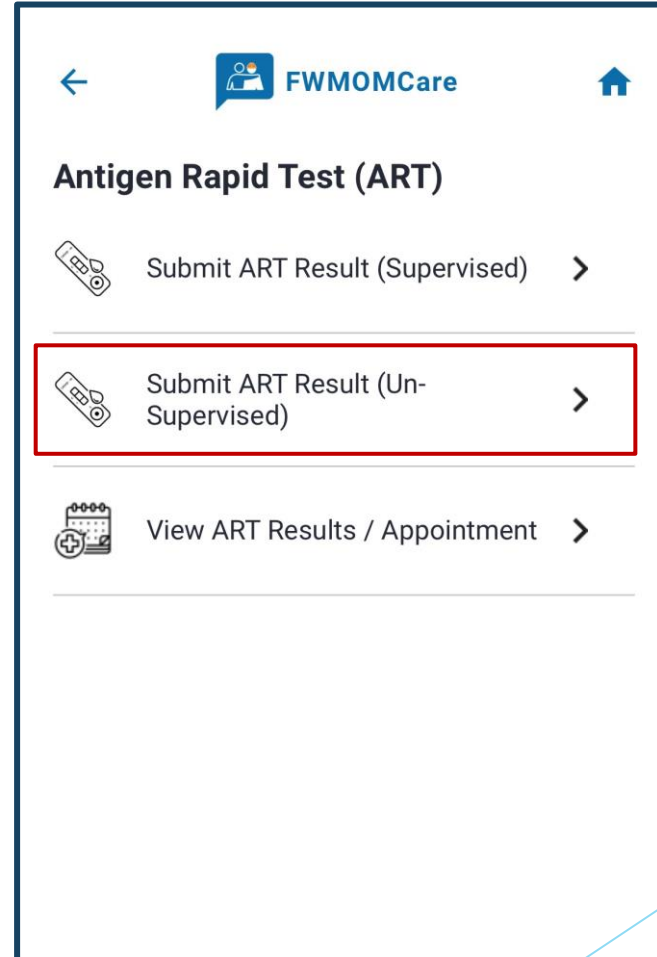 FWMOMCare
Antigen Rapid Test (ART)
Submit ART Result (Supervised)
Submit ART Result (Un-
Supervised)
View ART Results / Appointment